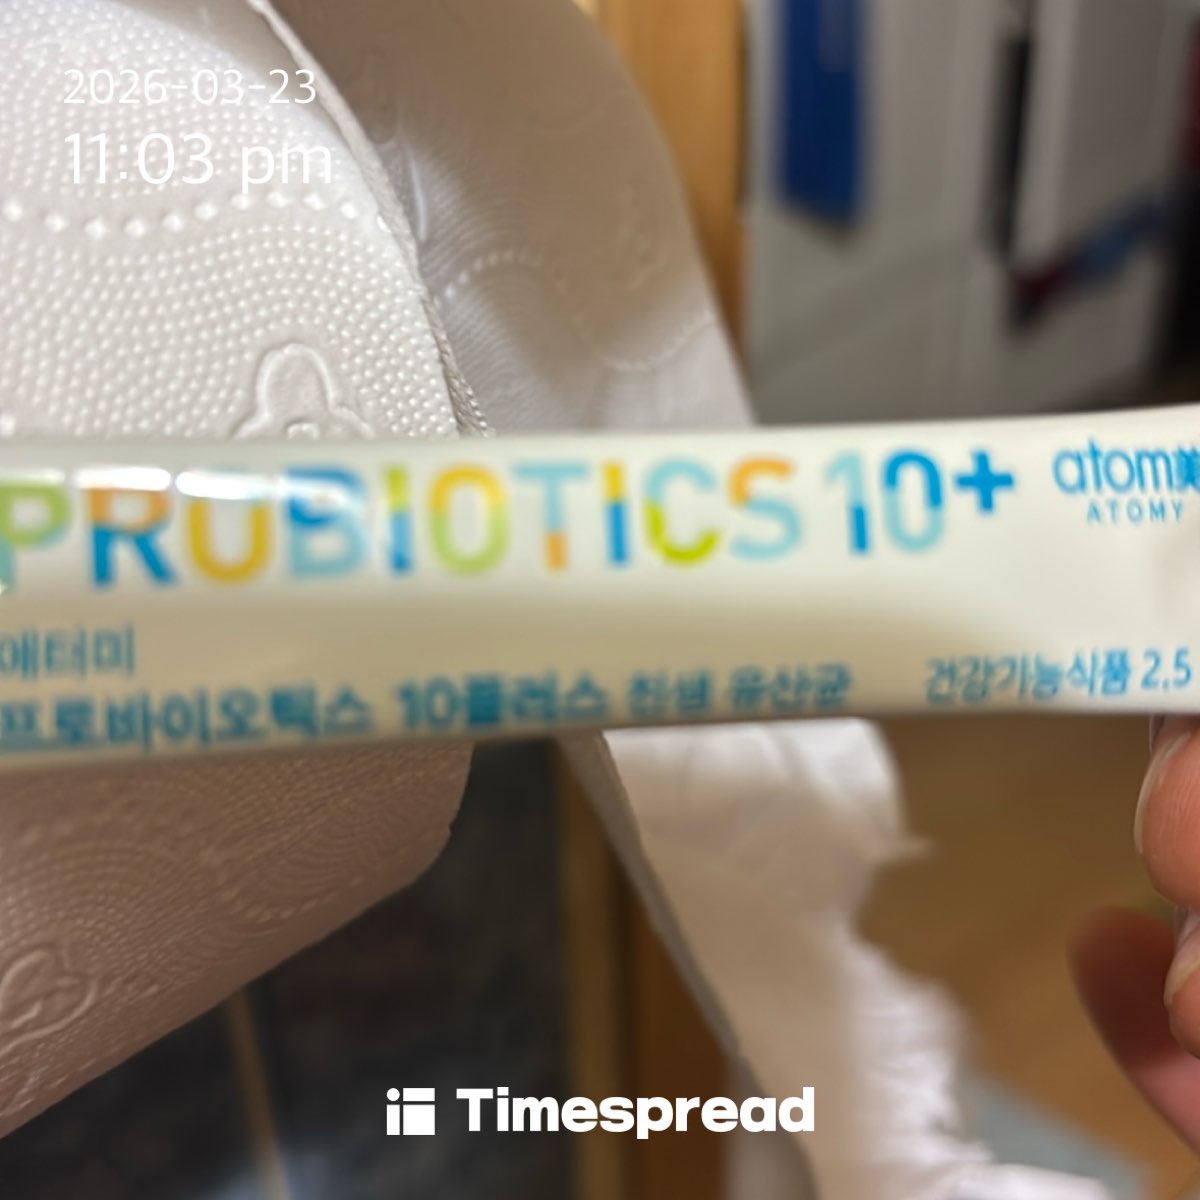 2026-03-23
11:03 pm
PROBIOTICS 10+
atom美
ATOMY
애터미
프로바이오틱스 10플러스 친생 유산균
건강기능식품 2.5
Timespread